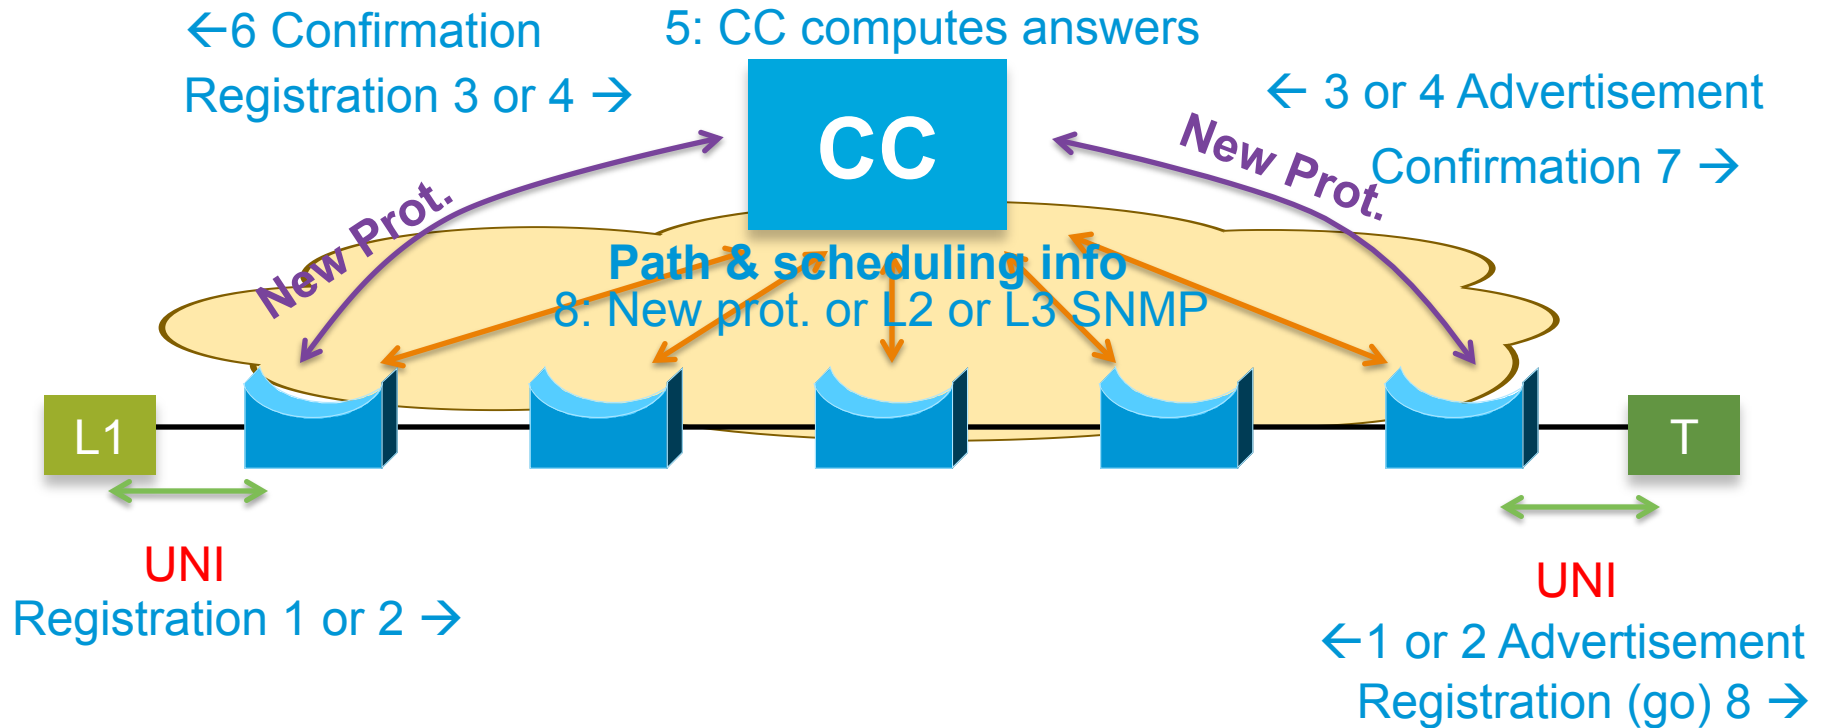 ←6 Confirmation
5: CC computes answers
Registration 3 or 4 →
← 3 or 4 Advertisement
CC
New Prot.
Confirmation 7 →
New Prot.
Path & scheduling info
8: New prot. or L2 or L3 SNMP
L1
T
UNI
Registration 1 or 2 →
UNI
←1 or 2 Advertisement
Registration (go) 8 →